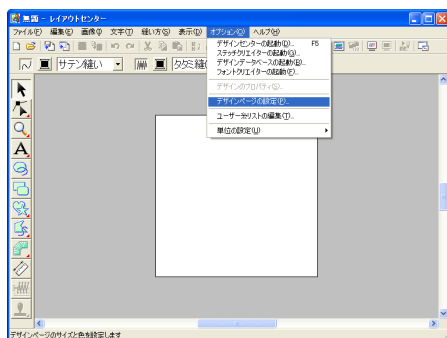 無題 - レイアウトセンター
ファイル(F) 編集(E) 画像(I) 文字(T) 縫い方(S) 表示(D) オプション(O) ヘルプ(H)
デザインセンターの起動(D)... F5
ステッチクリエイターの起動(G)...
デザインデータベースの起動(B)...
フォントクリエイターの起動(F)...
デザインのプロパティ(S)...
デザインページの設定(P)...
ユーザー糸リストの編集(T)...
単位の設定(U)
サテン縫い タタミ縫
A
デザインページのサイズと色を設定します